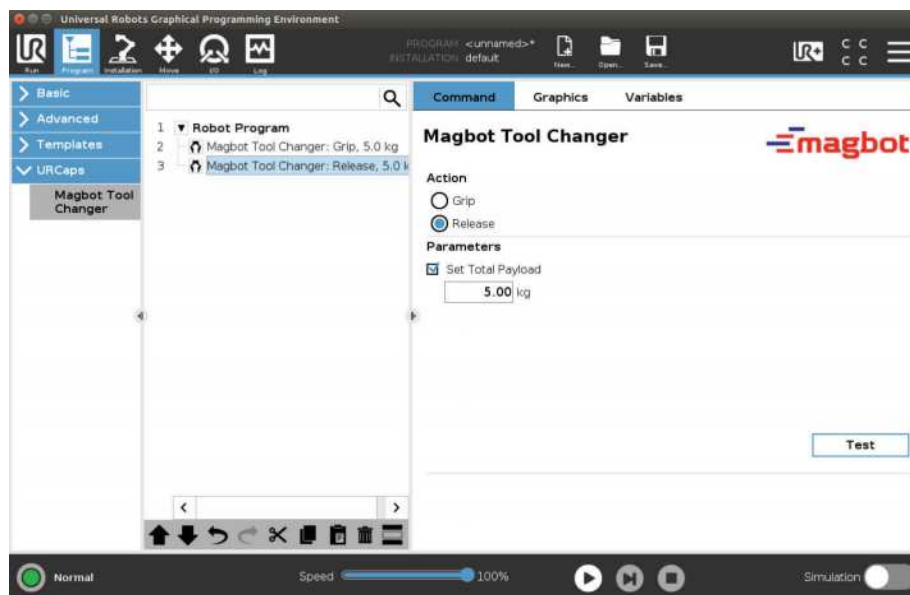 Universal Robots Graphical Programming Environment
Run
Program
Installation
Move
I/O
Log
PROGRAM <unnamed>*
INSTALLATION default
New...
Open...
Save...
UR+
C C
C C
Basic
Advanced
Templates
URCaps
Magbot Tool
Changer
1 Robot Program
2 Magbot Tool Changer: Grip, 5.0 kg
3 Magbot Tool Changer: Release, 5.0 k
Command Graphics Variables
Magbot Tool Changer
magbot
Action
Grip
Release
Parameters
Set Total Payload
5.00 kg
Test
Normal
Speed 100%
Simulation